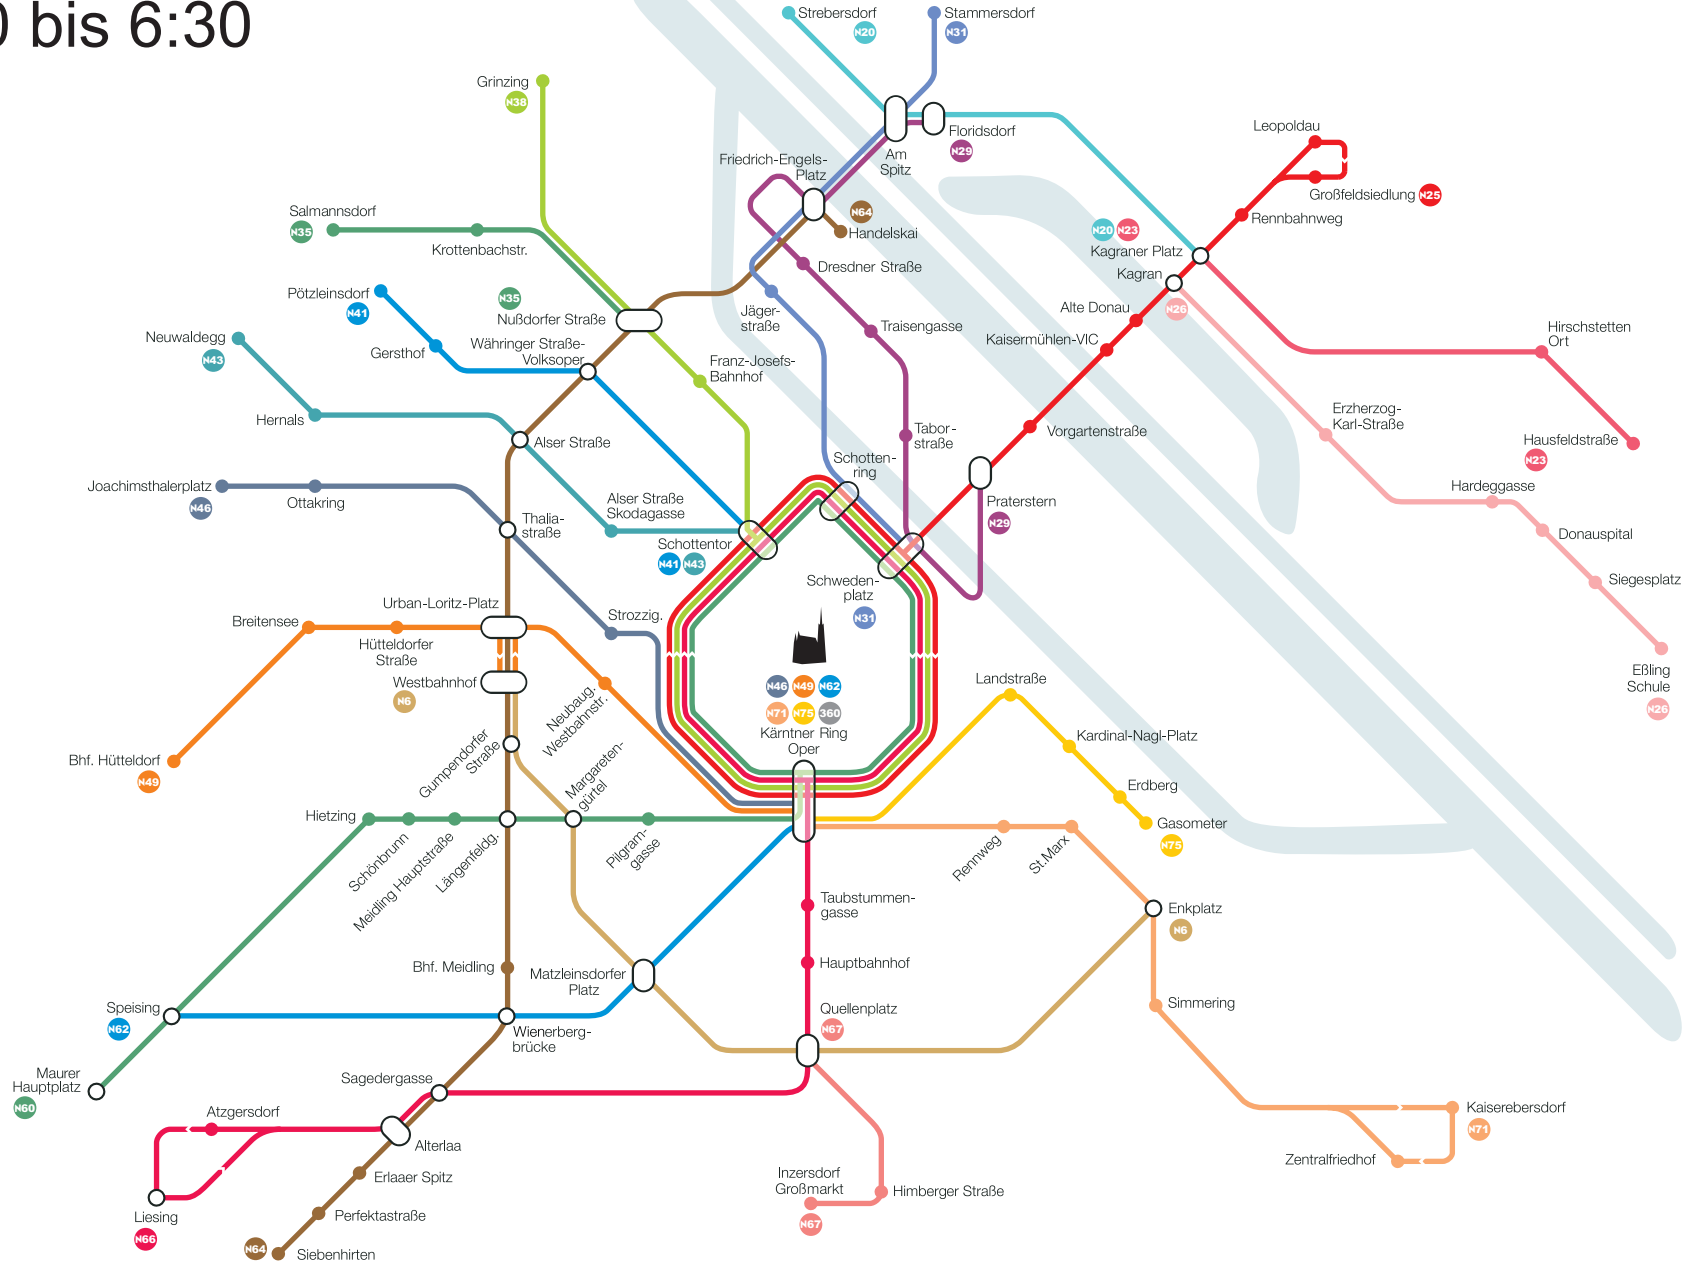 0 bis 6:30
Strebersdorf
N20
Stammersdorf
N31
Grinzing
N38
Floridsdorf
N29
Am
Spitz
Leopoldau
Großfeldsiedlung N25
Rennbahnweg
Friedrich-Engels-
Platz
N64
Handelskai
Salmannsdorf
N35
Krottenbachstr.
N20 N23
Kagraner Platz
Kagran
N26
Dresdner Straße
Pötzleinsdorf
N41
Gersthof
N35
Nußdorfer Straße
Währinger Straße-
Volksoper
Jäger-
straße
Traisengasse
Alte Donau
Kaisermühlen-VIC
Hirschstetten
Ort
Neuwaldegg
N43
Hernals
Franz-Josefs-
Bahnhof
Alser Straße
Tabor-
straße
Vorgartenstraße
Erzherzog-
Karl-Straße
Hausfeldstraße
N23
Joachimsthalerplatz
N46
Ottakring
Thalia-
straße
Alser Straße
Skodagasse
Schottentor
N41 N43
Schotten-
ring
Praterstern
N29
Hardeggasse
Donauspital
Siegesplatz
Eßling
Schule
N26
Schweden-
platz
N31
Breitensee
Urban-Loritz-Platz
Hütteldorfer
Straße
Strozzig.
Westbahnhof
N6
Neubaug.
Westbahnstr.
N46 N49 N62
N71 N75 360
Kärntner Ring
Oper
Landstraße
Kardinal-Nagl-Platz
Erdberg
Gasometer
N75
Bhf. Hütteldorf
N49
Gumpendorfer
Straße
Margareten-
gürtel
Hietzing
Schönbrunn
Meidling Hauptstraße
Längenfeldg.
Pilgram-
gasse
Rennweg
St.Marx
Taubstummen-
gasse
Enkplatz
N6
Bhf. Meidling
Matzleinsdorfer
Platz
Hauptbahnhof
Speising
N62
Wienerberg-
brücke
Quellenplatz
N67
Simmering
Maurer
Hauptplatz
N60
Sagedergasse
Atzgersdorf
Alterlaa
Kaiserebersdorf
N71
Zentralfriedhof
Erlaaer Spitz
Inzersdorf
Großmarkt
N67
Himberger Straße
Liesing
N66
Perfektastraße
N64
Siebenhirten